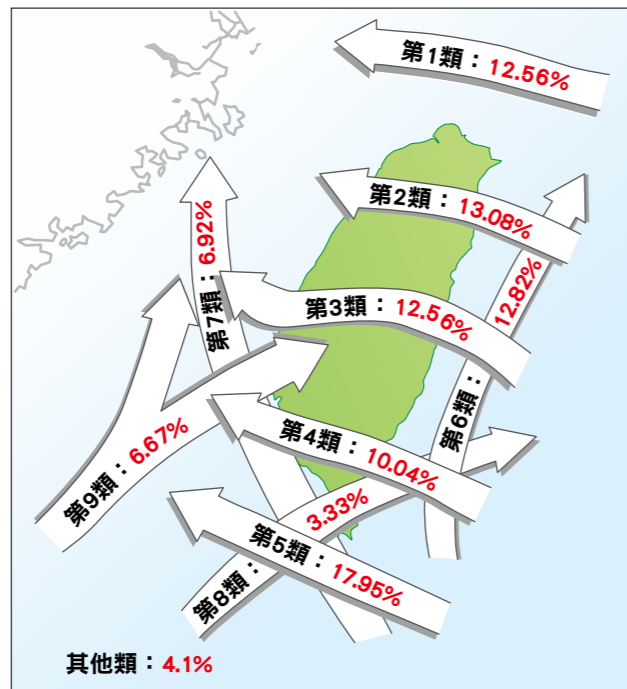 第1類：12.56%
第2類：13.08%
第3類：12.56%
第4類：10.04%
第5類：17.95%
第6類：12.82%
第7類：6.92%
第8類：3.33%
第9類：6.67%
其他類：4.1%